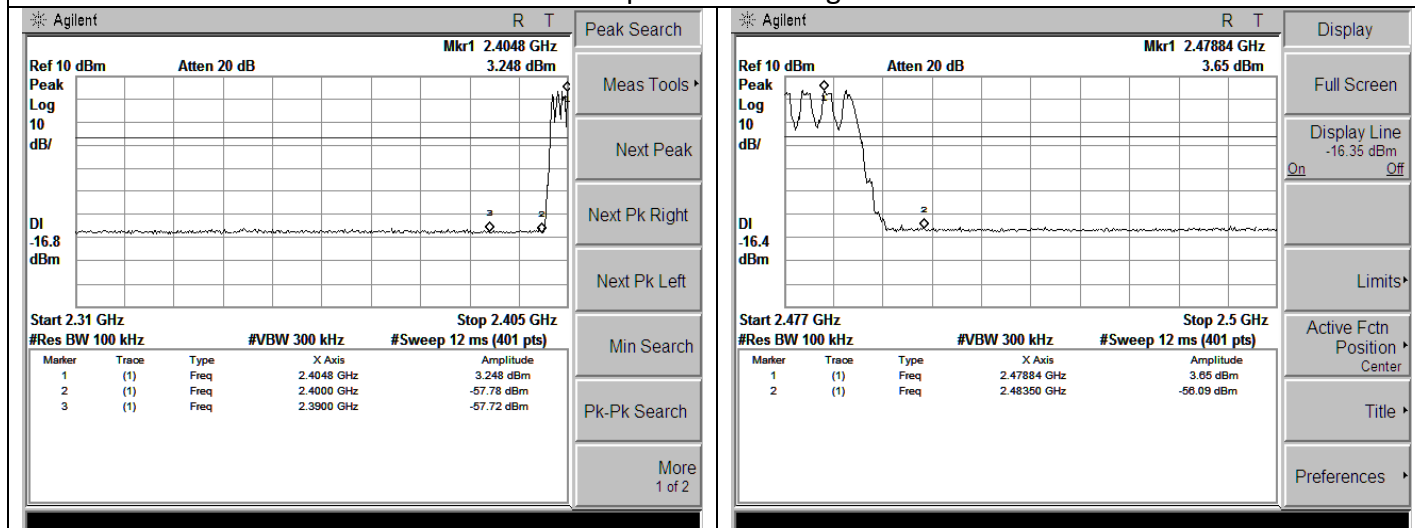 Agilent R T
Peak Search
Mkr1 2.4048 GHz
Ref 10 dBm Atten 20 dB 3.248 dBm
Peak
Log
10
dB/
1
3
2
DI
-16.8
dBm
Start 2.31 GHz Stop 2.405 GHz
#Res BW 100 kHz #VBW 300 kHz #Sweep 12 ms (401 pts)
Marker Trace Type X Axis Amplitude
1 (1) Freq 2.4048 GHz 3.248 dBm
2 (1) Freq 2.4000 GHz -57.78 dBm
3 (1) Freq 2.3900 GHz -57.72 dBm
Meas Tools
Next Peak
Next Pk Right
Next Pk Left
Min Search
Pk-Pk Search
More
1 of 2
Agilent R T
Display
Mkr1 2.47884 GHz
Ref 10 dBm Atten 20 dB 3.65 dBm
Peak
Log
10
dB/
1
2
DI
-16.4
dBm
Start 2.477 GHz Stop 2.5 GHz
#Res BW 100 kHz #VBW 300 kHz #Sweep 12 ms (401 pts)
Marker Trace Type X Axis Amplitude
1 (1) Freq 2.47884 GHz 3.65 dBm
2 (1) Freq 2.48350 GHz -56.09 dBm
Full Screen
Display Line
-16.35 dBm
On Off
Limits
Active Fctn
Position
Center
Title
Preferences